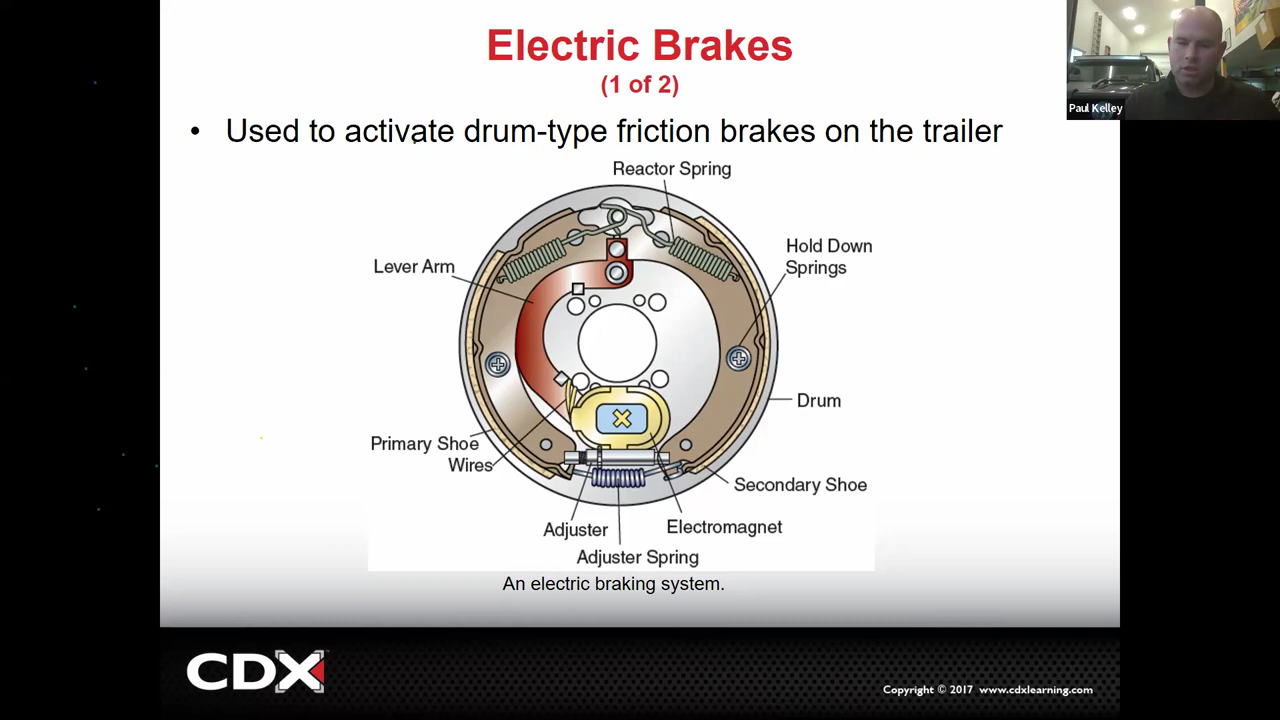 Electric Brakes
(1 of 2)
Paul Kelley
• Used to activate drum-type friction brakes on the trailer
Reactor Spring
Hold Down
Springs
Lever Arm
Drum
Primary Shoe
Wires
Secondary Shoe
Adjuster
Electromagnet
Adjuster Spring
An electric braking system.
CDX
Copyright © 2017 www.cdxlearning.com